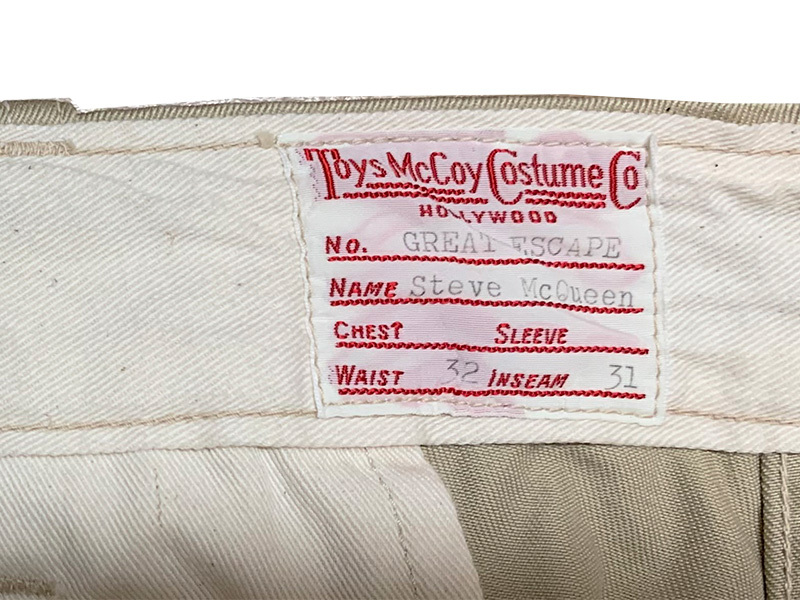 Toys McCoy Costume Co
HOLLYWOOD
No. GREAT ESCAPE
NAME Steve McQueen
CHEST SLEEVE
WAIST 32 INSEAM 31